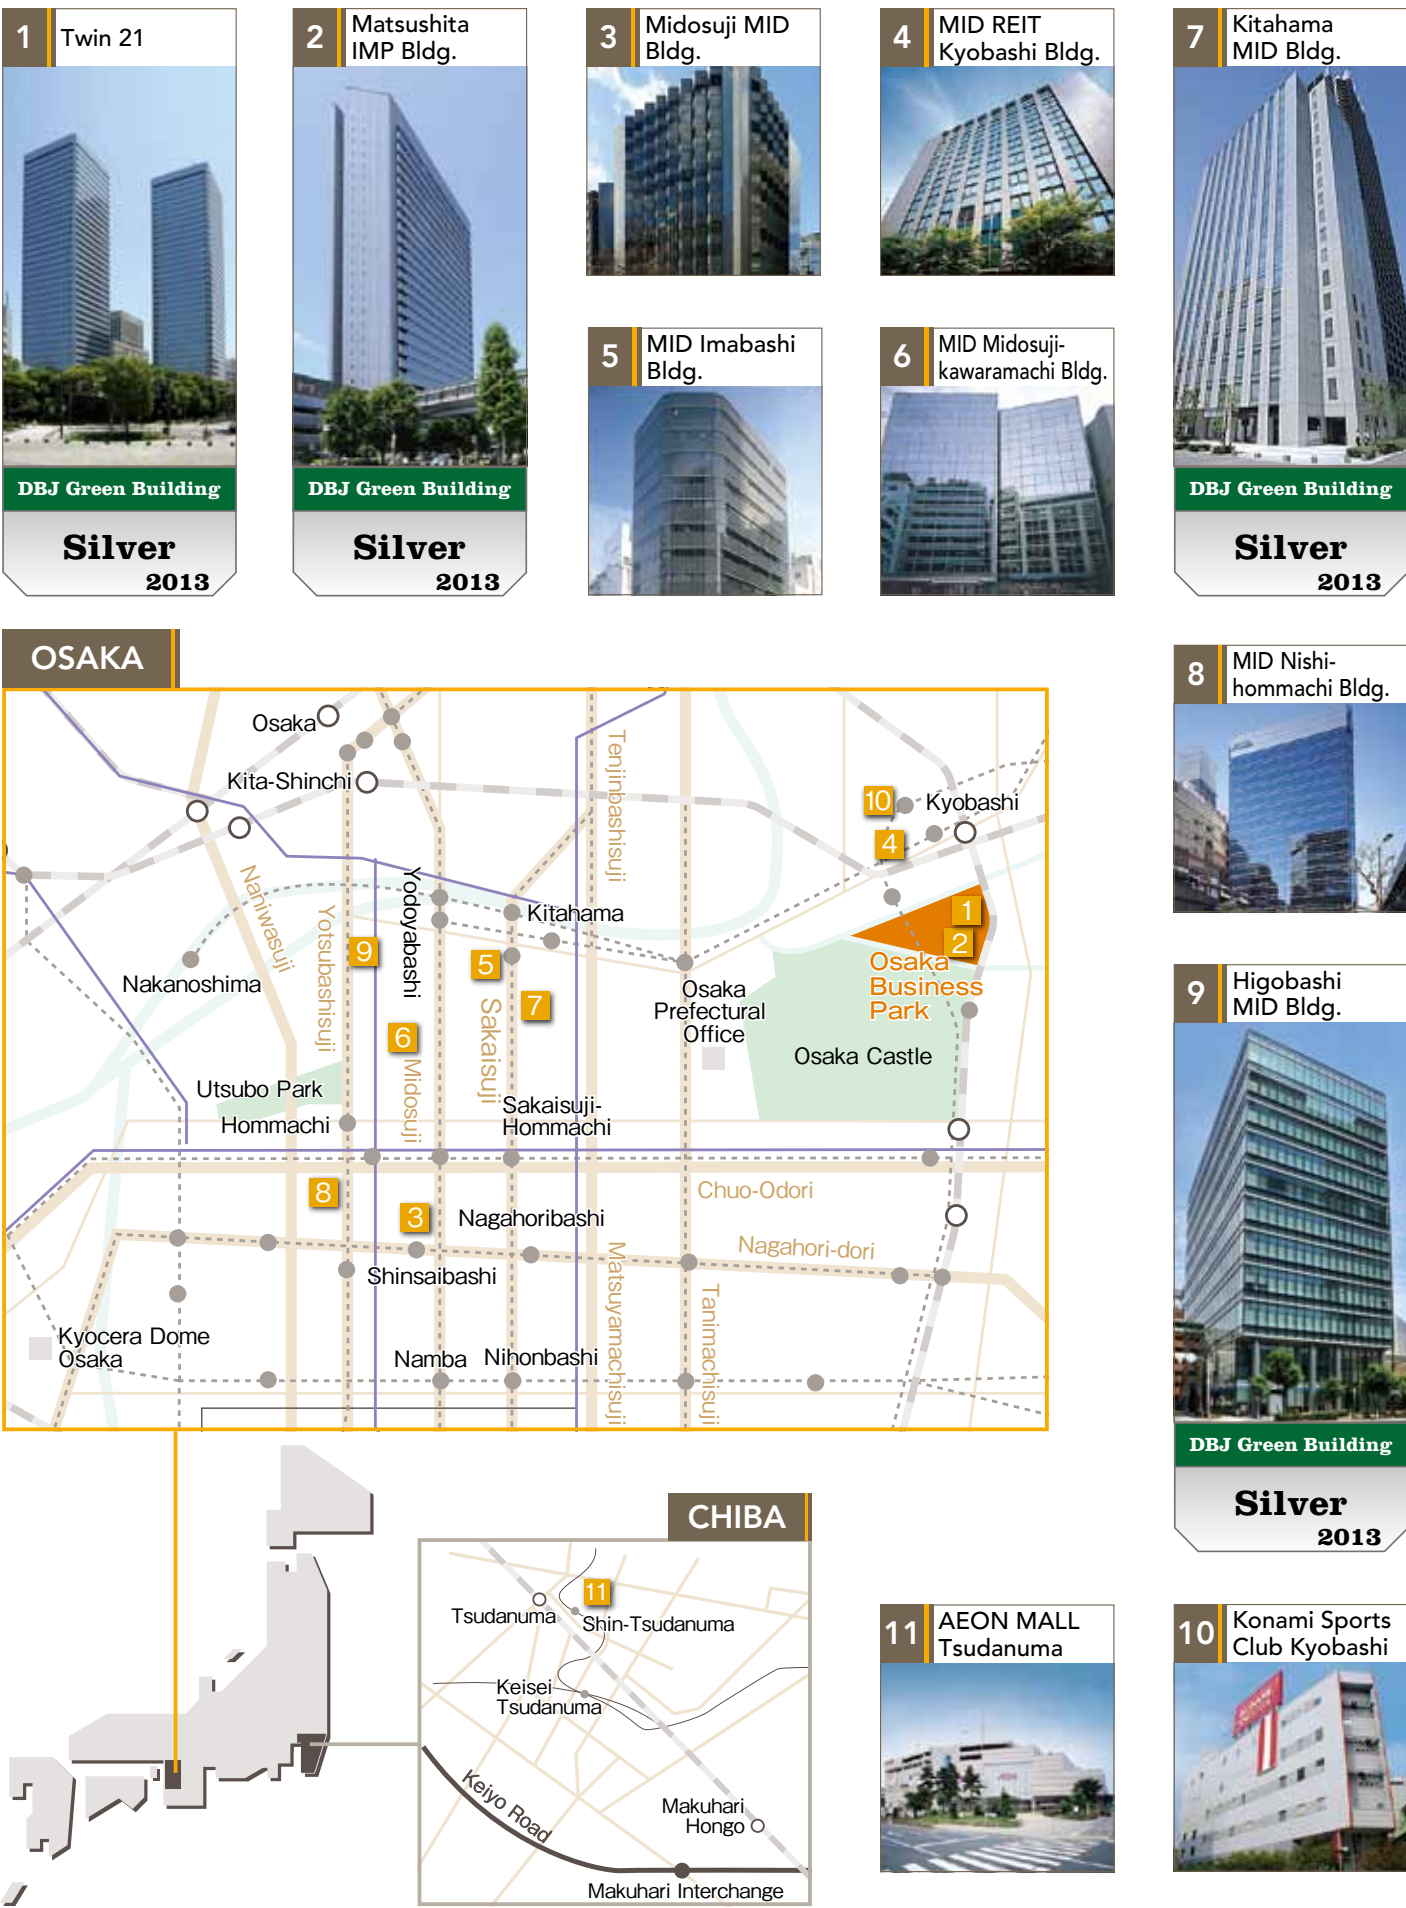 1
Twin 21
2
Matsushita
IMP Bldg.
3
Midosuji MID
Bldg.
4
MID REIT
Kyobashi Bldg.
7
Kitahama
MID Bldg.
5
MID Imabashi
Bldg.
6
MID Midosuji-
kawaramachi Bldg.
DBJ Green Building
Silver
2013
DBJ Green Building
Silver
2013
DBJ Green Building
Silver
2013
OSAKA
8
MID Nishi-
hommachi Bldg.
Osaka
Kita-Shinchi
Tenjinbashisuji
10
Kyobashi
4
Naniwasuji
Yotsubashisuji
Yodoyabashi
Kitahama
1
2
9
5
Nakanoshima
Osaka
Business
Park
Osaka
Prefectural
Office
7
6
Sakaisuji
Midosuji
Osaka Castle
Utsubo Park
Hommachi
Sakaisuji-
Hommachi
8
3
Chuo-Odori
Nagahoribashi
Nagahori-dori
Shinsaibashi
Matsuyamachisuji
Tanimachisuji
Kyocera Dome
Osaka
Namba
Nihonbashi
9
Higobashi
MID Bldg.
DBJ Green Building
Silver
2013
CHIBA
11
Tsudanuma
Shin-Tsudanuma
Keisei
Tsudanuma
Keiyo Road
Makuhari
Hongo
Makuhari Interchange
11
AEON MALL
Tsudanuma
10
Konami Sports
Club Kyobashi